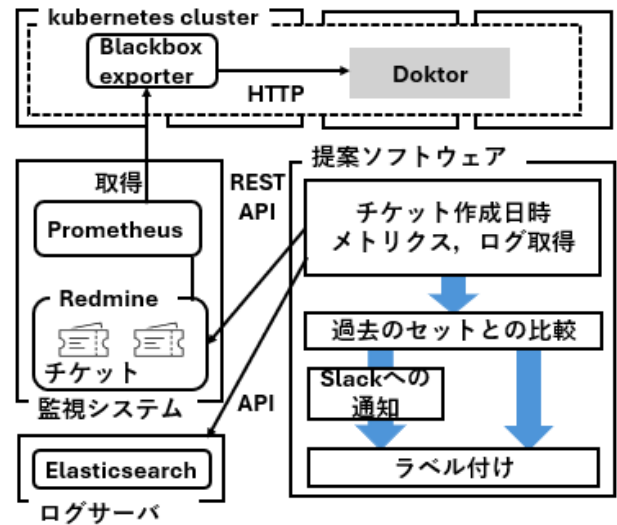 kubernetes cluster
Blackbox
exporter
HTTP
Doktor
取得
Prometheus
Redmine
チケット
監視システム
Elasticsearch
ログサーバ
REST
API
API
提案ソフトウェア
チケット作成日時
メトリクス，ログ取得
過去のセットとの比較
Slackへの
通知
ラベル付け